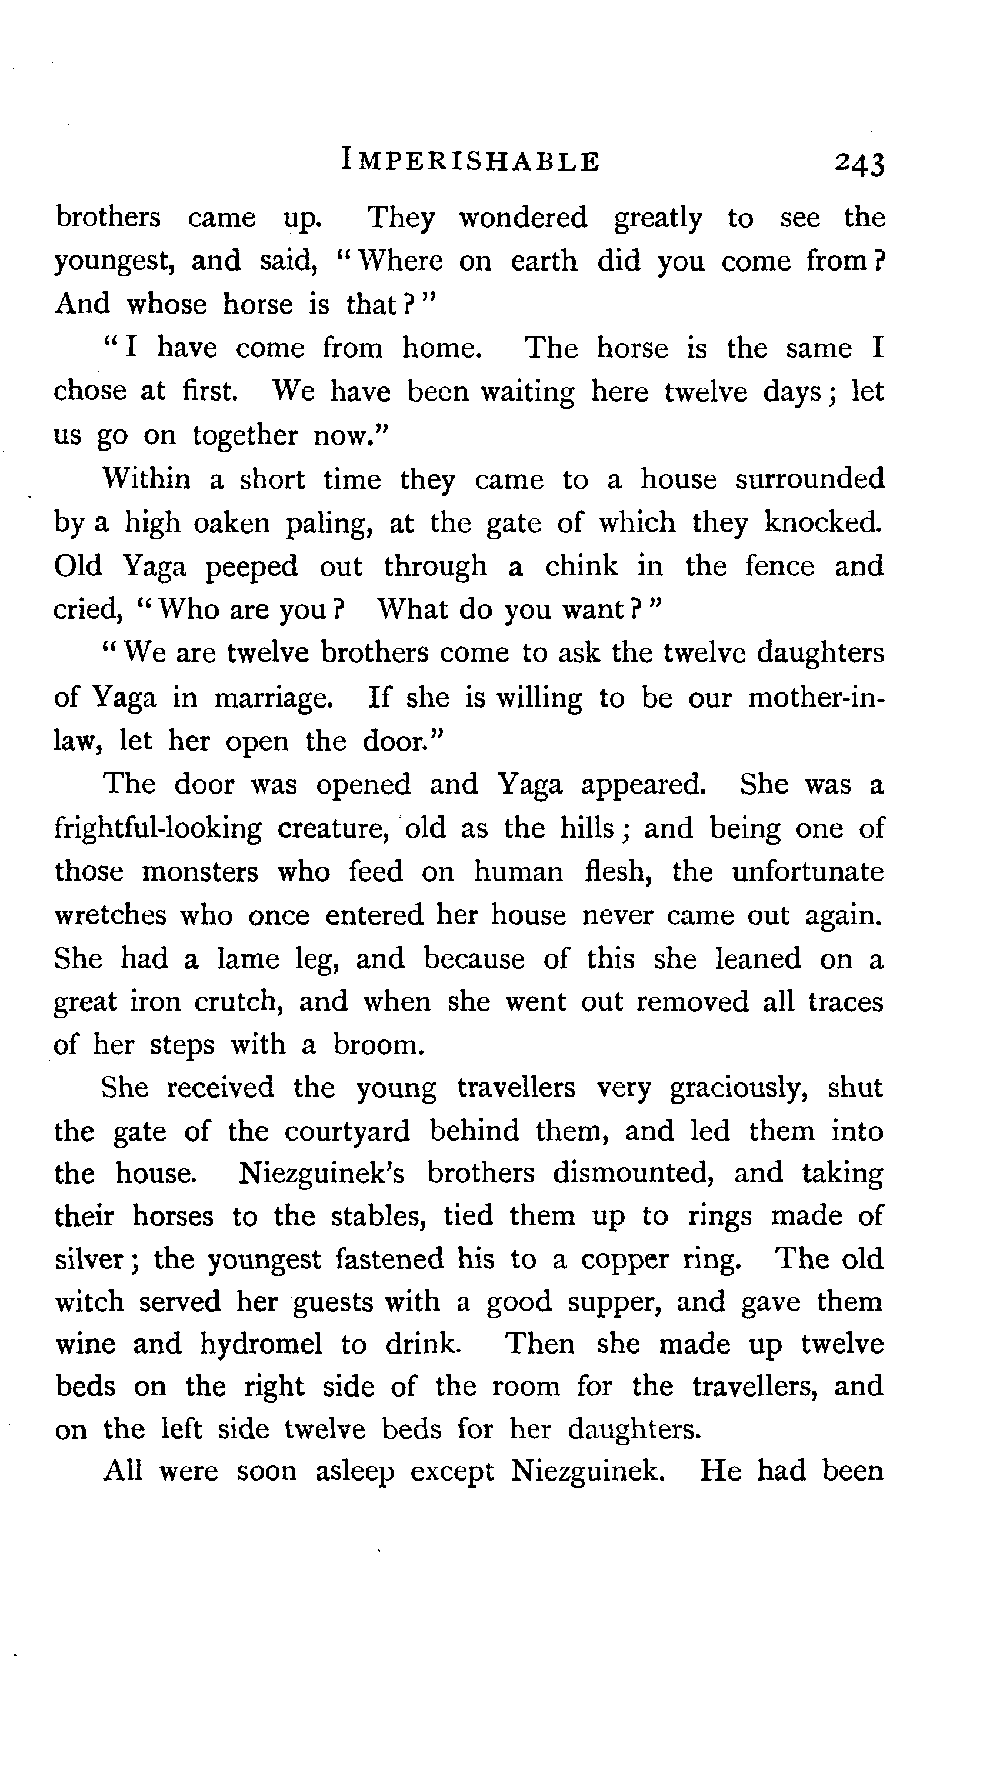 IMPERISHABLE 243
brothers came up. They wondered greatly to see the
youngest, and said, "Where on earth did you come from?
And whose horse is that?"
"I have come from home. The horse is the same I
chose at first. We have been waiting here twelve days; let
us go on together now."
Within a short time they came to a house surrounded
by a high oaken paling, at the gate of which they knocked.
Old Yaga peeped out through a chink in the fence and
cried, "Who are you? What do you want?"
"We are twelve brothers come to ask the twelve daughters
of Yaga in marriage. If she is willing to be our mother-in-
law, let her open the door."
The door was opened and Yaga appeared. She was a
frightful-looking creature, old as the hills; and being one of
those monsters who feed on human flesh, the unfortunate
wretches who once entered her house never came out again.
She had a lame leg, and because of this she leaned on a
great iron crutch, and when she went out removed all traces
of her steps with a broom.
She received the young travellers very graciously, shut
the gate of the courtyard behind them, and led them into
the house. Niezguinek's brothers dismounted, and taking
their horses to the stables, tied them up to rings made of
silver; the youngest fastened his to a copper ring. The old
witch served her guests with a good supper, and gave them
wine and hydromel to drink. Then she made up twelve
beds on the right side of the room for the travellers, and
on the left side twelve beds for her daughters.
All were soon asleep except Niezguinek. He had been